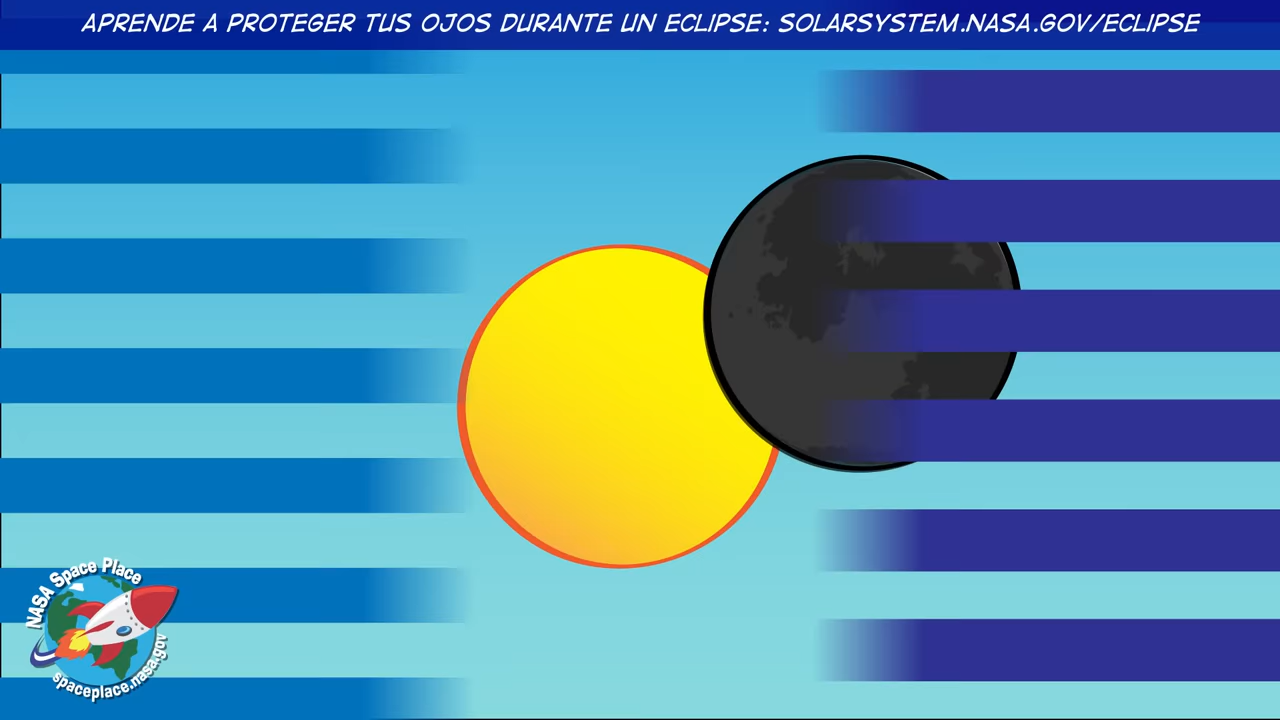 APRENDE A PROTEGER TUS OJOS DURANTE UN ECLIPSE: SOLARSYSTEM.NASA.GOV/ECLIPSE
NASA Space Place
spaceplace.nasa.gov